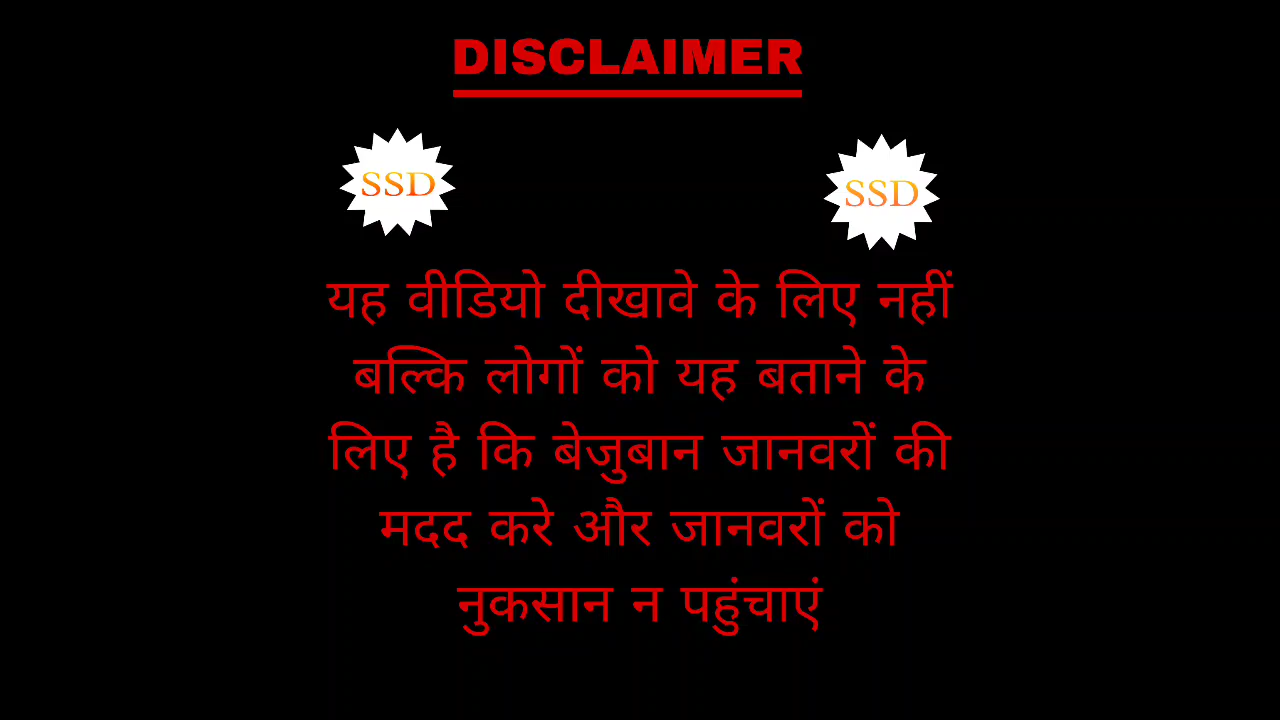 DISCLAIMER
SSD
SSD
यह वीडियो दीखावे के लिए नहीं
बल्कि लोगों को यह बताने के
लिए है कि बेजुबान जानवरों की
मदद करे और जानवरों को
नुकसान न पहुंचाएं